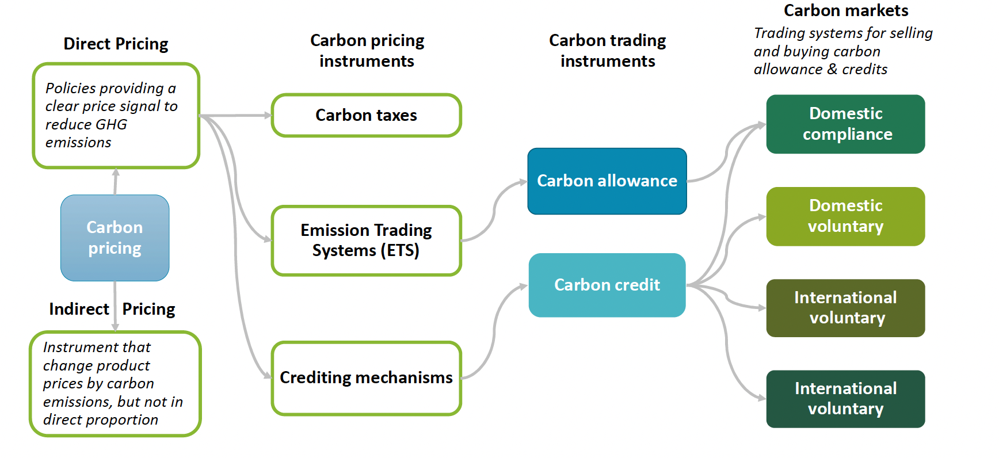 Direct Pricing
Policies providing a
clear price signal to
reduce GHG
emissions
Carbon
pricing
Indirect Pricing
Instrument that
change product
prices by carbon
emissions, but not in
direct proportion
Carbon pricing
instruments
Carbon taxes
Emission Trading
Systems (ETS)
Crediting mechanisms
Carbon trading
instruments
Carbon allowance
Carbon credit
Carbon markets
Trading systems for selling
and buying carbon
allowance & credits
Domestic
compliance
Domestic
voluntary
International
voluntary
International
voluntary